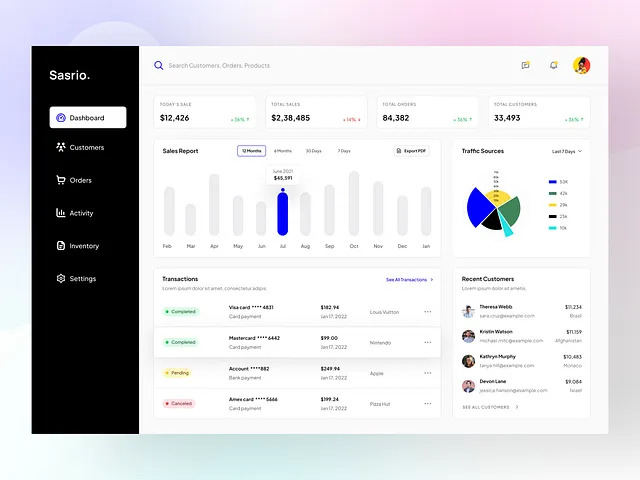 Sasrio.
Search Customers, Orders, Products
Dashboard
Customers
Orders
Activity
Inventory
Settings
TODAY'S SALE
$12,426
+36% ↑
TOTAL SALES
$2,38,485
-14% ↓
TOTAL ORDERS
84,382
+36% ↑
TOTAL CUSTOMERS
33,493
+36% ↑
Sales Report
12 Months
6 Months
30 Days
7 Days
Export PDF
June 2021
$45,591
Feb Mar Apr May Jun Jul Aug Sep Oct Nov Dec Jan
Traffic Sources
Last 7 Days
53K
42k
29k
25k
10k
Transactions
See All Transactions
Lorem ipsum dolor sit amet, consectetur adipis.
Completed
Visa card ****4831
Card payment
$182.94
Jan 17, 2022
Louis Vuitton
Completed
Mastercard ****6442
Card payment
$99.00
Jan 17, 2022
Nintendo
Pending
Account ****882
Bank payment
$249.94
Jan 17, 2022
Apple
Canceled
Amex card ****5666
Card payment
$199.24
Jan 17, 2022
Pizza Hut
Recent Customers
Lorem ipsum dolor sit ametis.
Theresa Webb
sara.cruz@example.com
$11,234
Brasil
Kristin Watson
michael.mitc@example.com
$11,159
Afghanistan
Kathryn Murphy
tanya.hill@example.com
$10,483
Monaco
Devon Lane
jessica.hanson@example.com
$9,084
Israel
SEE ALL CUSTOMERS